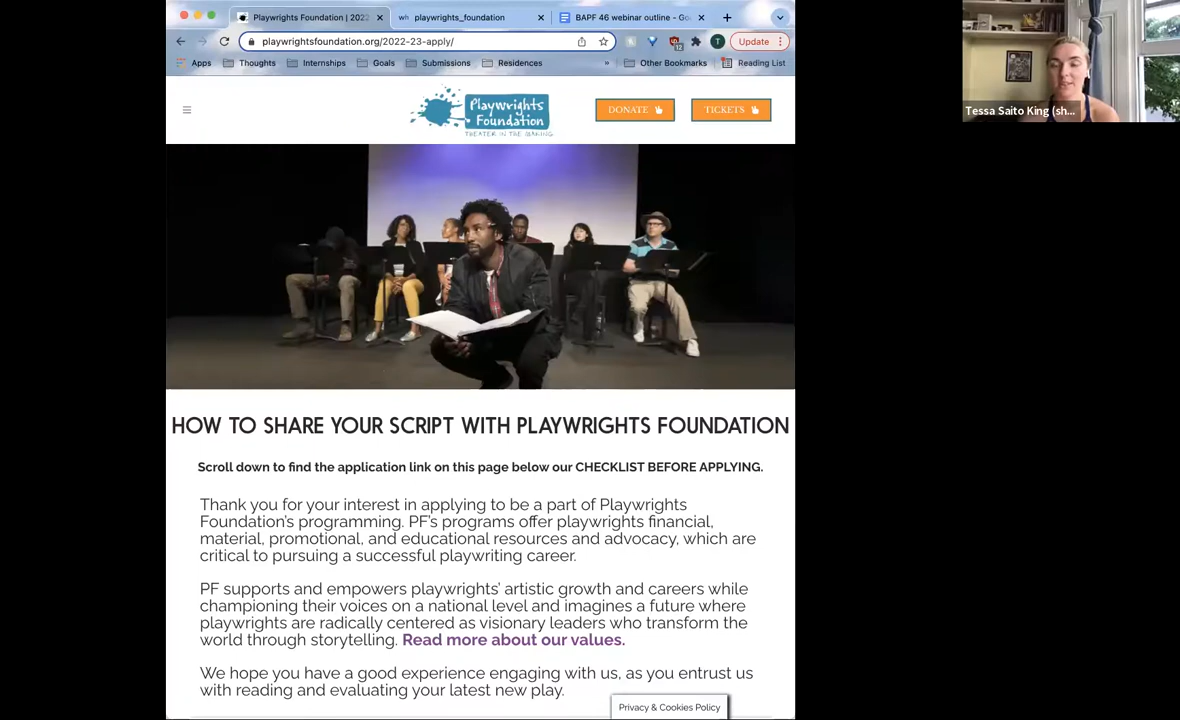 Playwrights Foundation | 2022
playwrights_foundation
BAPF 46 webinar outline - Go
playwrightsfoundation.org/2022-23-apply/
12
T
Update
Apps
Thoughts
Internships
Goals
Submissions
Residences
»
Other Bookmarks
Reading List
Tessa Saito King (sh...
Playwrights
Foundation
THEATER IN THE MAKING
DONATE
TICKETS
HOW TO SHARE YOUR SCRIPT WITH PLAYWRIGHTS FOUNDATION
Scroll down to find the application link on this page below our CHECKLIST BEFORE APPLYING.
Thank you for your interest in applying to be a part of Playwrights
Foundation's programming. PF's programs offer playwrights financial,
material, promotional, and educational resources and advocacy, which are
critical to pursuing a successful playwriting career.
PF supports and empowers playwrights' artistic growth and careers while
championing their voices on a national level and imagines a future where
playwrights are radically centered as visionary leaders who transform the
world through storytelling. Read more about our values.
We hope you have a good experience engaging with us, as you entrust us
with reading and evaluating your latest new play.
Privacy & Cookies Policy